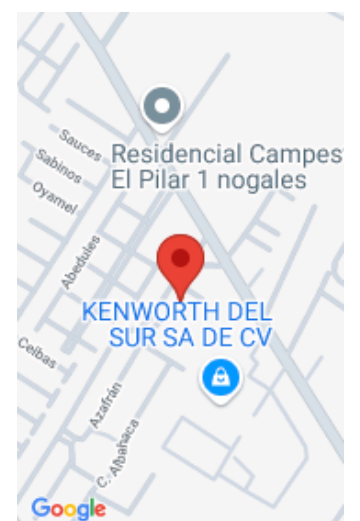 Sauces
Residencial Campes
El Pilar 1 nogales
Sabinos
Oyamel
Abedules
KENWORTH DEL
SUR SA DE CV
Ceibas
Azafrán
C. Albahaca
Google